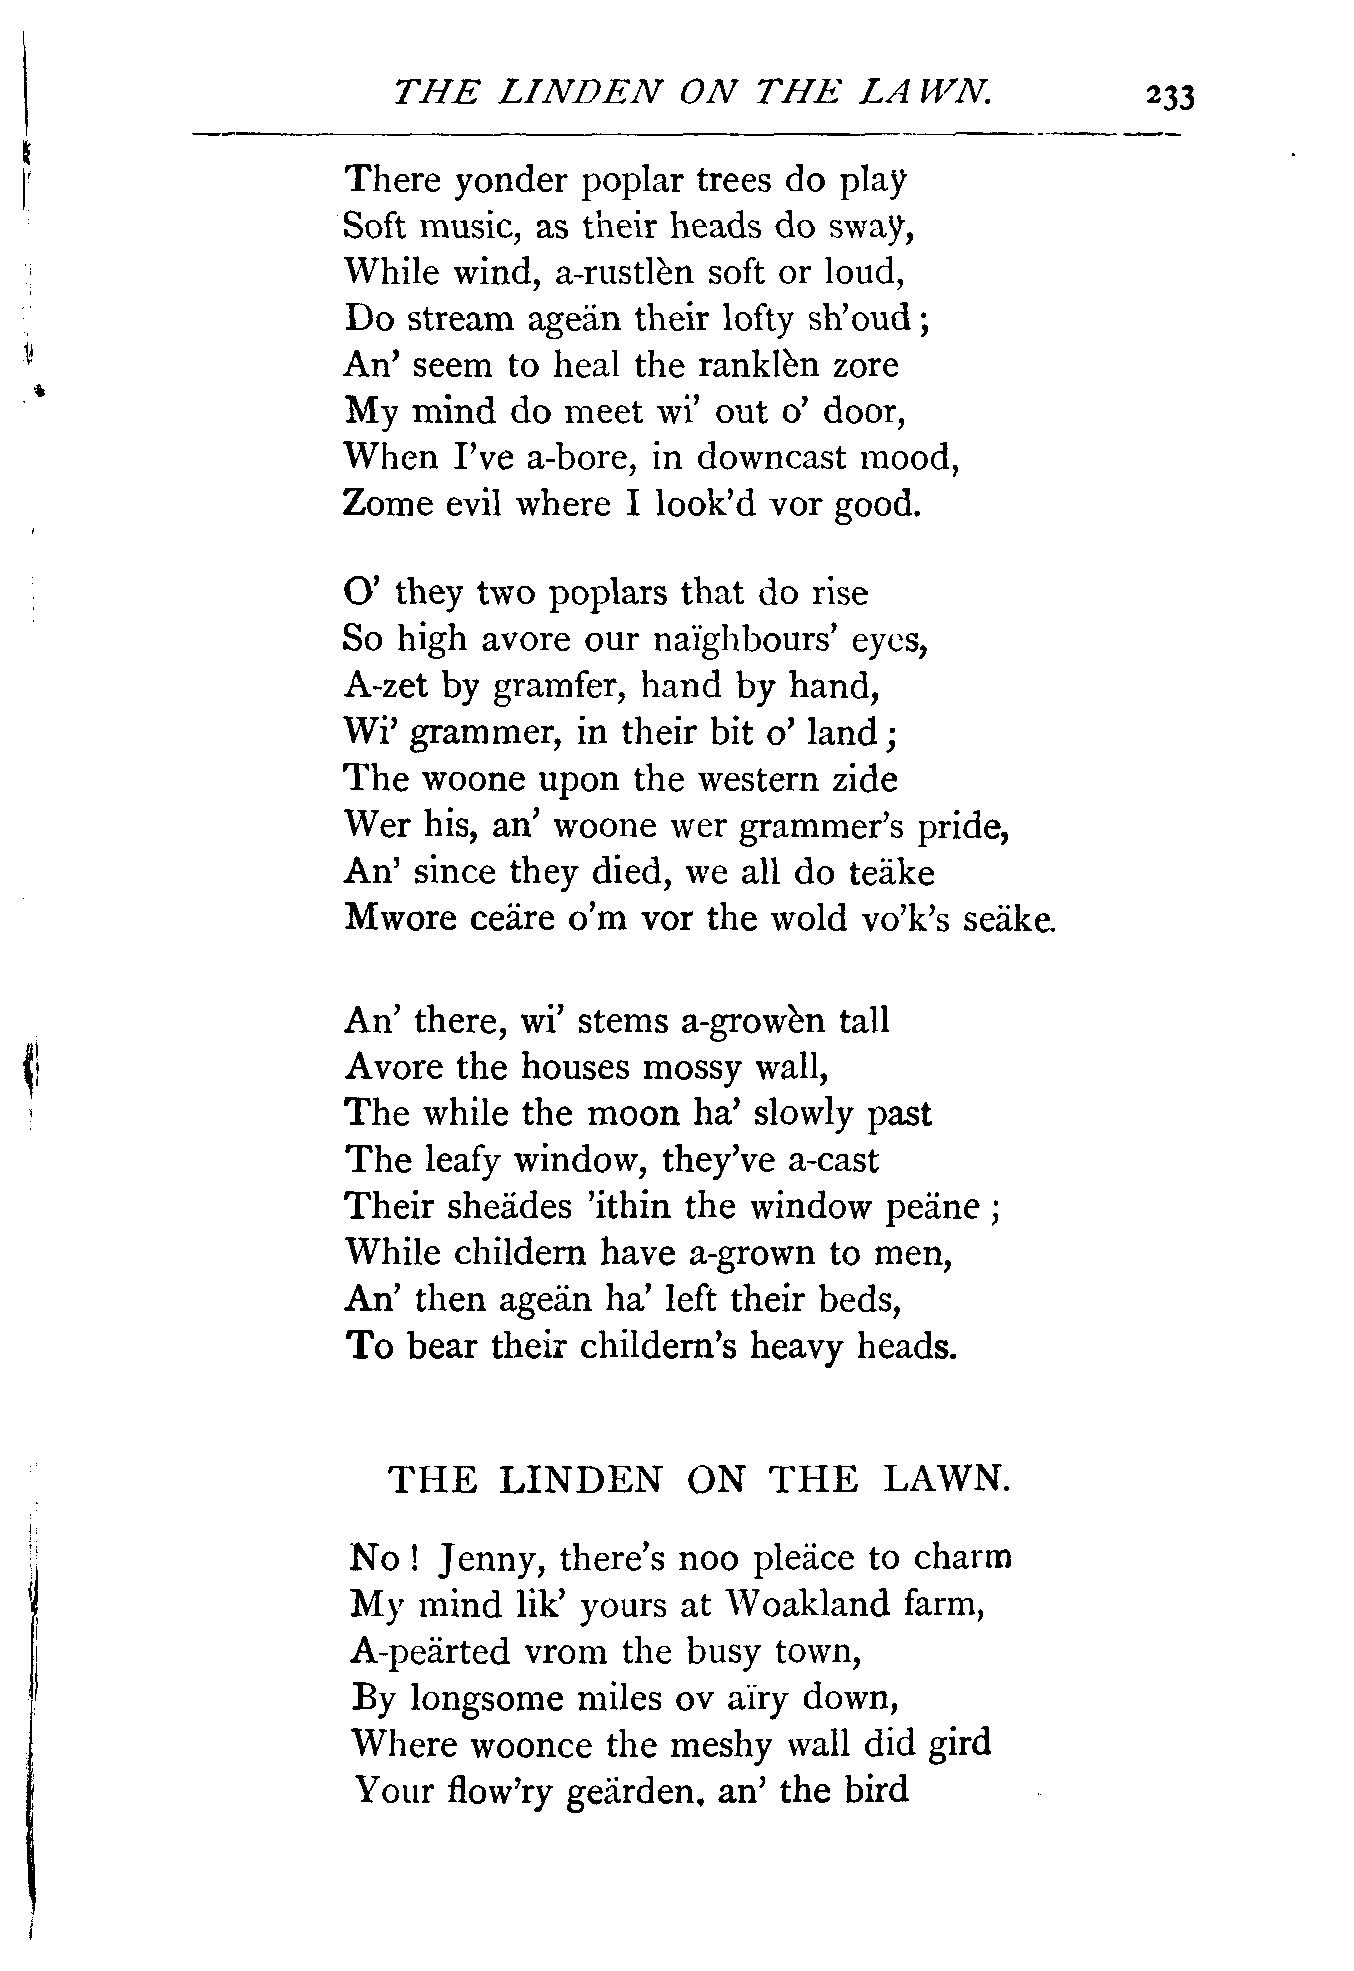 THE LINDEN ON THE LAWN. 233
There yonder poplar trees do plaÿ
Soft music, as their heads do swaÿ,
While wind, a-rustlèn soft or loud,
Do stream ageän their lofty sh'oud;
An' seem to heal the ranklèn zore
My mind do meet wi' out o' door,
When I've a-bore, in downcast mood,
Zome evil where I look'd vor good.
O' they two poplars that do rise
So high avore our naïghbours' eyes,
A-zet by gramfer, hand by hand,
Wi' grammer, in their bit o' land;
The woone upon the western zide
Wer his, an' woone wer grammer's pride,
An' since they died, we all do teäke
Mwore ceäre o'm vor the wold vo'k's seäke.
An' there, wi' stems a-growèn tall
Avore the houses mossy wall,
The while the moon ha' slowly past
The leafy window, they've a-cast
Their sheädes 'ithin the window peäne;
While childern have a-grown to men,
An' then ageän ha' left their beds,
To bear their childern's heavy heads.
THE LINDEN ON THE LAWN.
No! Jenny, there's noo pleäce to charm
My mind lik' yours at Woakland farm,
A-peärted vrom the busy town,
By longsome miles ov aïry down,
Where woonce the meshy wall did gird
Your flow'ry geärden, an' the bird